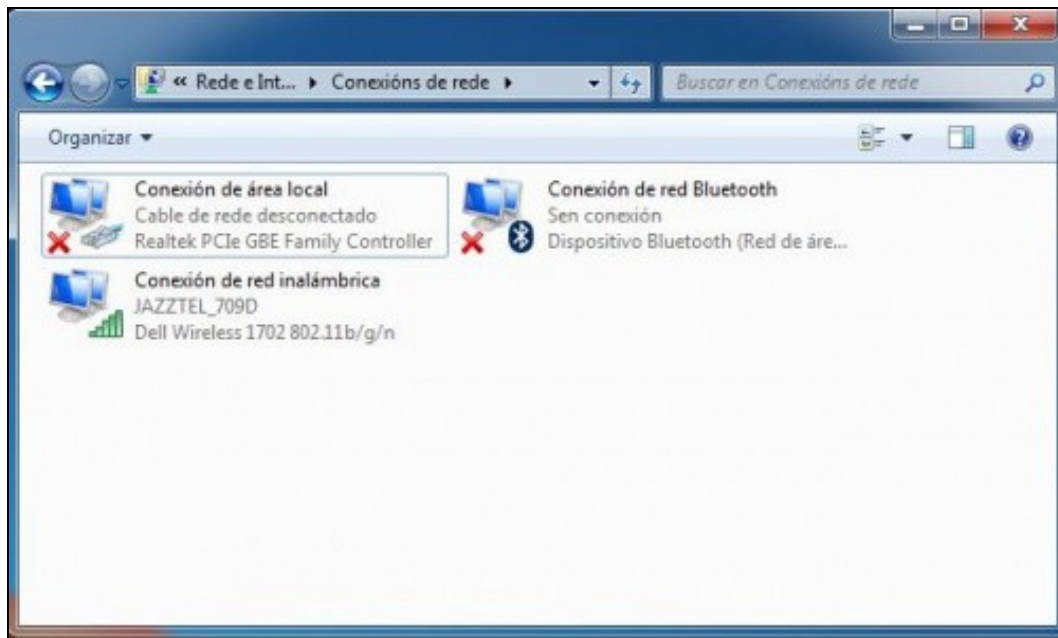 « Rede e Int... ▸ Conexións de rede ▸
Buscar en Conexións de rede
Organizar
Conexión de área local
Cable de rede desconectado
Realtek PCIe GBE Family Controller
Conexión de red Bluetooth
Sen conexión
Dispositivo Bluetooth (Red de áre...
Conexión de red inalámbrica
JAZZTEL_709D
Dell Wireless 1702 802.11b/g/n